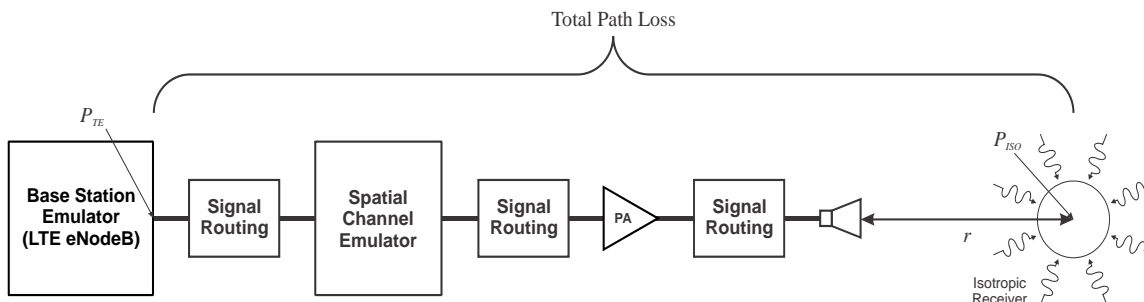 Total Path Loss
P_TE
P_ISO
Base Station
Emulator
(LTE eNodeB)
Signal
Routing
Spatial
Channel
Emulator
Signal
Routing
PA
Signal
Routing
r
Isotropic
Receiver